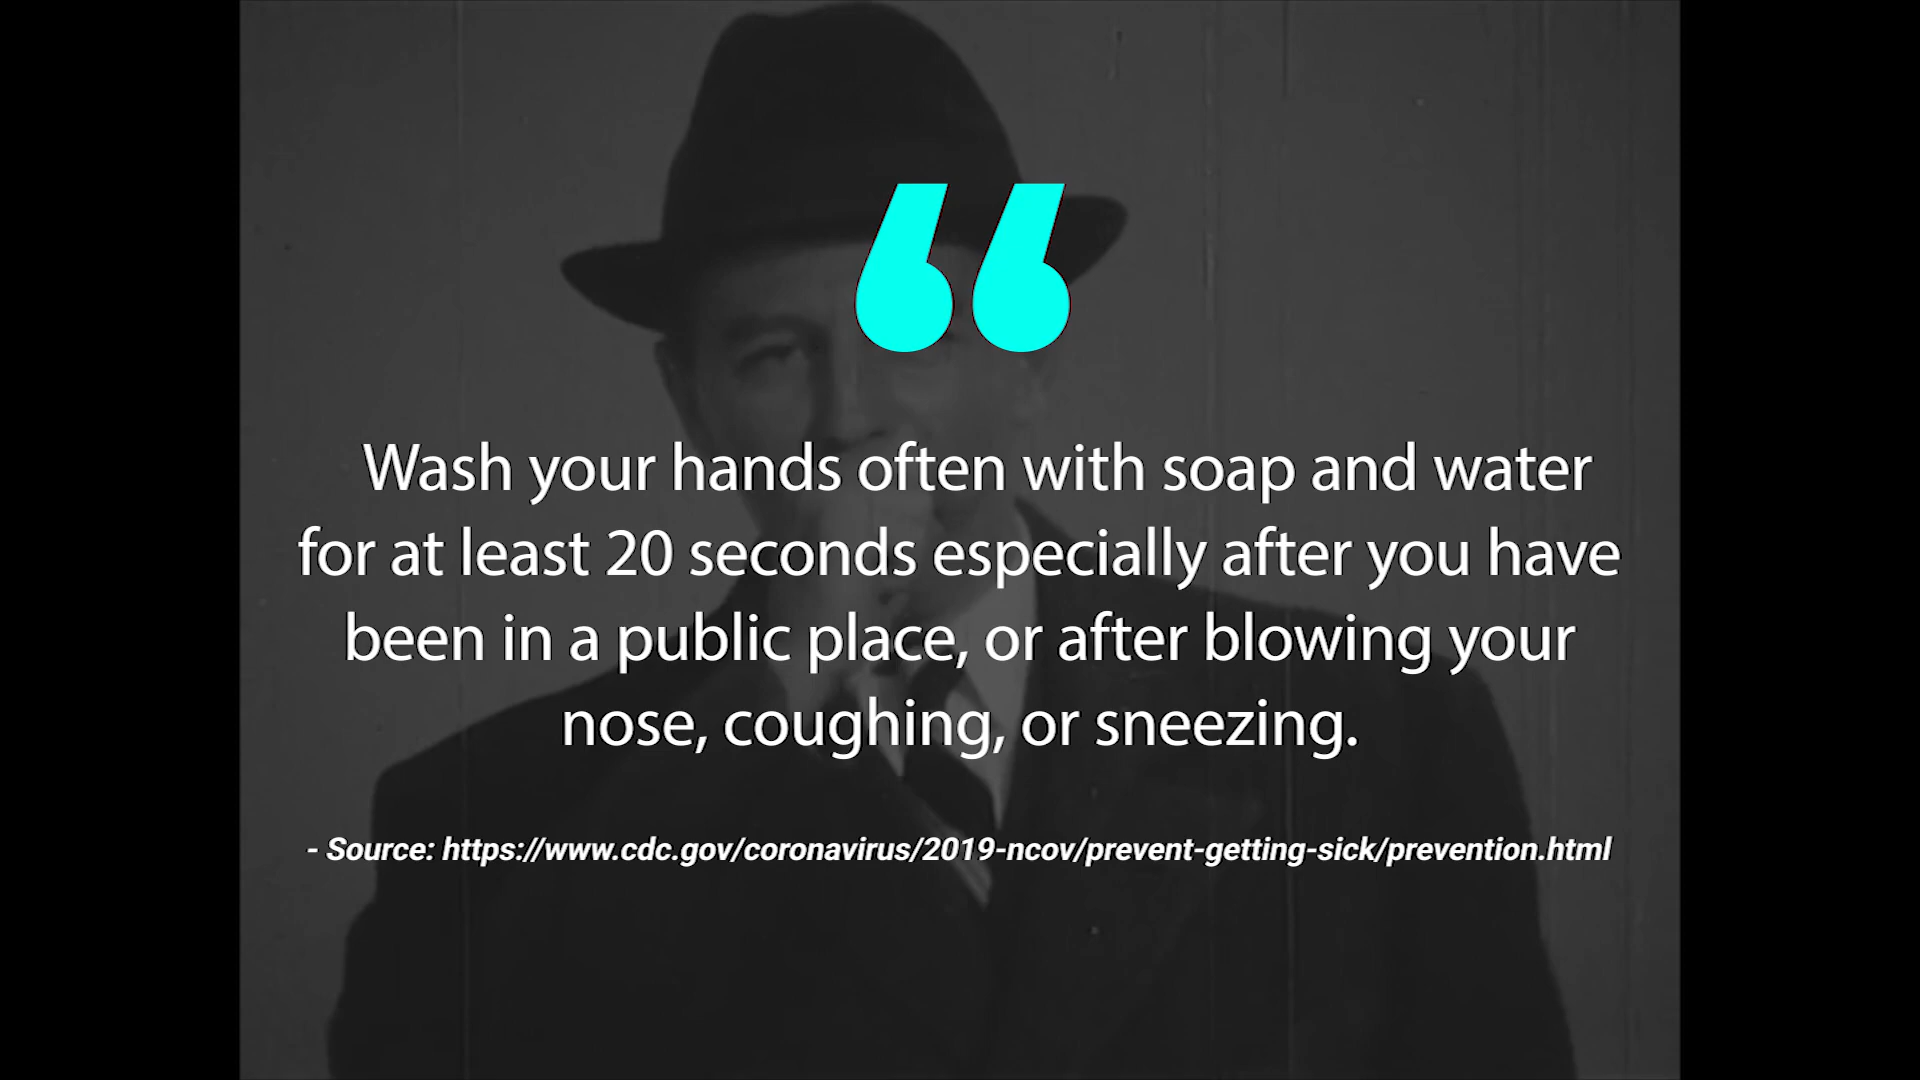 “
Wash your hands often with soap and water
for at least 20 seconds especially after you have
been in a public place, or after blowing your
nose, coughing, or sneezing.
- Source: https://www.cdc.gov/coronavirus/2019-ncov/prevent-getting-sick/prevention.html